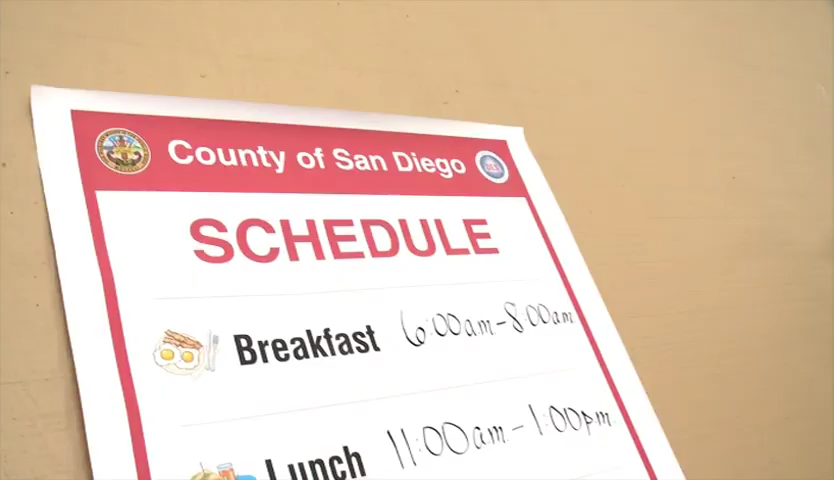 County of San Diego
SCHEDULE
Breakfast 6:00am-8:00am
Lunch 11:00am-1:00pm